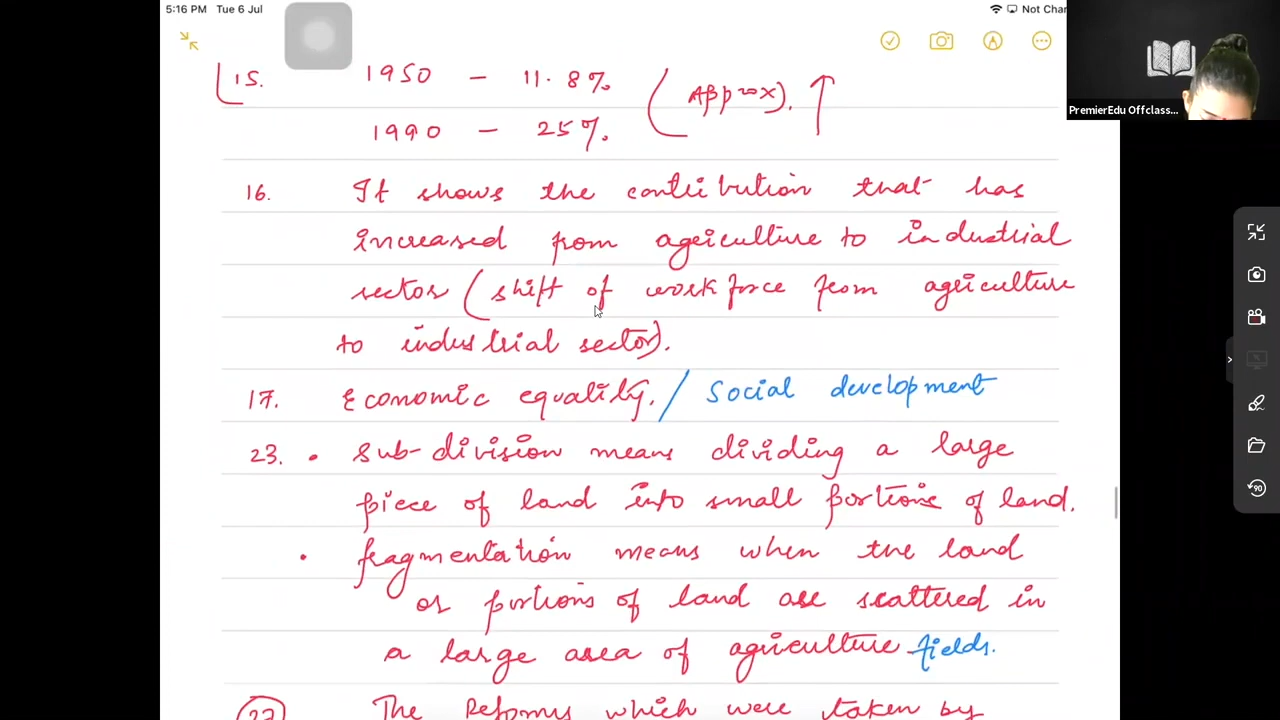 5:16 PM Tue 6 Jul
Not Char
PremierEdu Offclass...
15. 1950 - 11.8% (Approx). ↑
1990 - 25%.
16. It shows the contribution that has
increased from agriculture to industrial
sector (shift of workforce from agriculture
to industrial sector).
17. Economic equality. / Social development
23. • Sub-division means dividing a large
piece of land into small portions of land.
• fragmentation means when the land
or portions of land are scattered in
a large area of agriculture fields.
27 The Reforms which were taken by
90